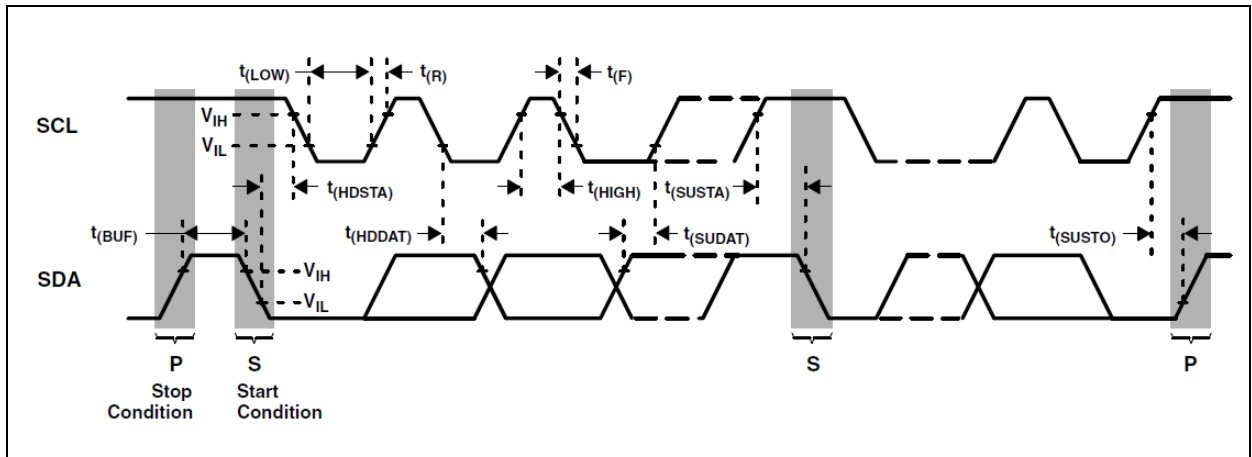 t(LOW)
t(R)
t(F)
SCL
VIH
VIL
t(HDSTA)
t(HIGH)
t(SUSTA)
t(BUF)
t(HDDAT)
t(SUDAT)
t(SUSTO)
SDA
VIH
VIL
P
S
S
P
Stop
Condition
Start
Condition